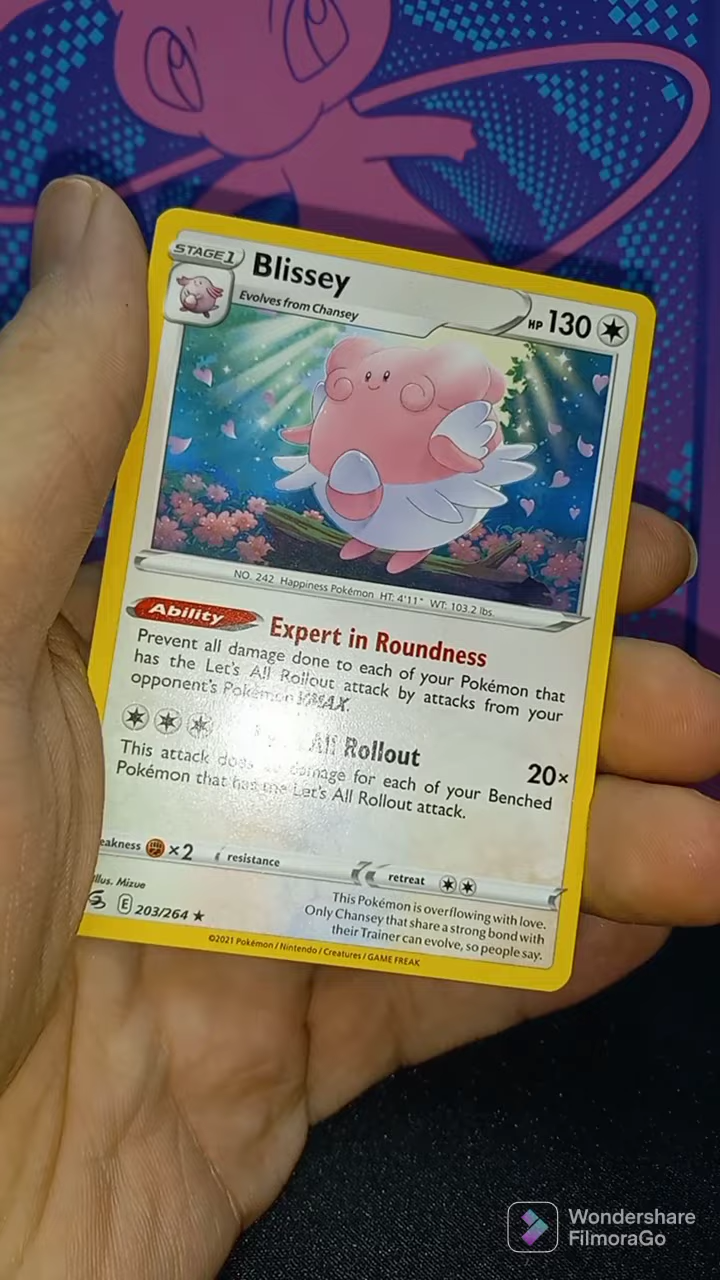 STAGE 1
Blissey
Evolves from Chansey
HP 130
NO. 242 Happiness Pokémon HT: 4'11" WT: 103.2 lbs.
Ability Expert in Roundness
Prevent all damage done to each of your Pokémon that
has the Let's All Rollout attack by attacks from your
opponent's Pokémon VMAX.
All Rollout
20×
This attack does damage for each of your Benched
Pokémon that has the Let's All Rollout attack.
eakness ×2 resistance retreat
Illus. Mizue
E 203/264 ★
This Pokémon is overflowing with love.
Only Chansey that share a strong bond with
their Trainer can evolve, so people say.
©2021 Pokémon / Nintendo / Creatures / GAME FREAK
Wondershare
FilmoraGo